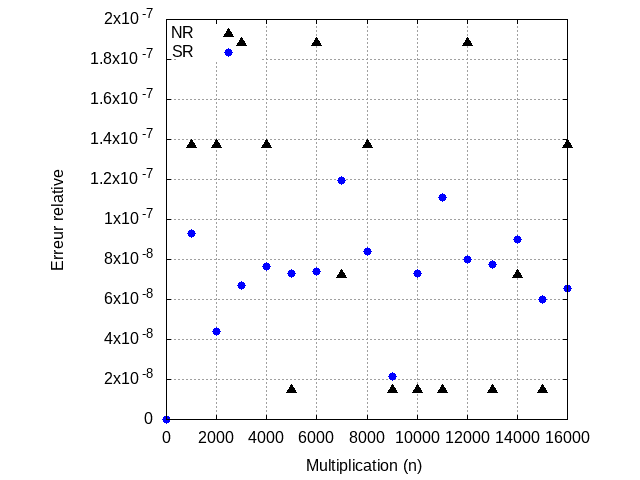 2x10^-7
NR
SR
1.8x10^-7
1.6x10^-7
1.4x10^-7
1.2x10^-7
1x10^-7
8x10^-8
6x10^-8
4x10^-8
2x10^-8
0
Erreur relative
0 2000 4000 6000 8000 10000 12000 14000 16000
Multiplication (n)